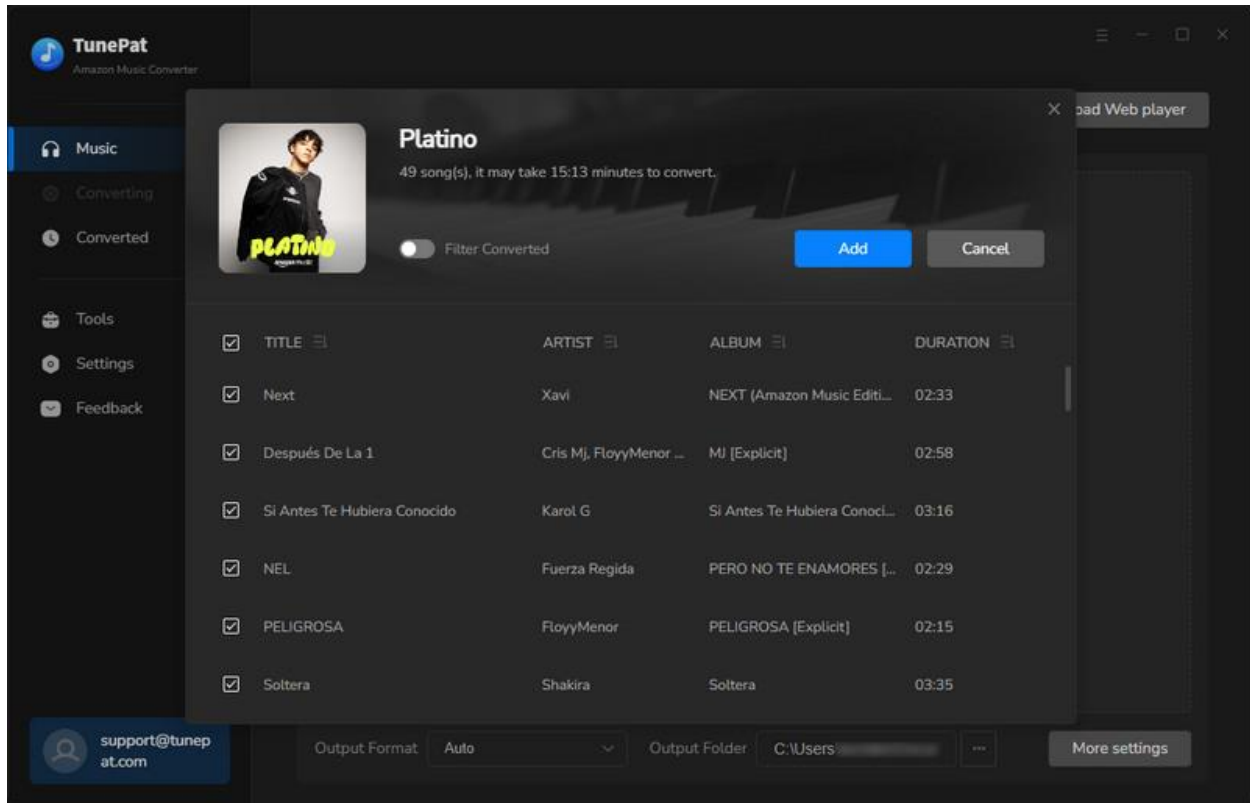 TunePat
Amazon Music Converter
oad Web player
Music
Converting
Converted
Tools
Settings
Feedback
support@tunep
at.com
PLATINO
amazon music
Platino
49 song(s), it may take 15:13 minutes to convert.
Filter Converted
Add
Cancel
TITLE ARTIST ALBUM DURATION
Next Xavi NEXT (Amazon Music Editi... 02:33
Después De La 1 Cris Mj, FloyyMenor ... MJ [Explicit] 02:58
Si Antes Te Hubiera Conocido Karol G Si Antes Te Hubiera Conoci... 03:16
NEL Fuerza Regida PERO NO TE ENAMORES [... 02:29
PELIGROSA FloyyMenor PELIGROSA [Explicit] 02:15
Soltera Shakira Soltera 03:35
Output Format Auto Output Folder C:\Users ... More settings